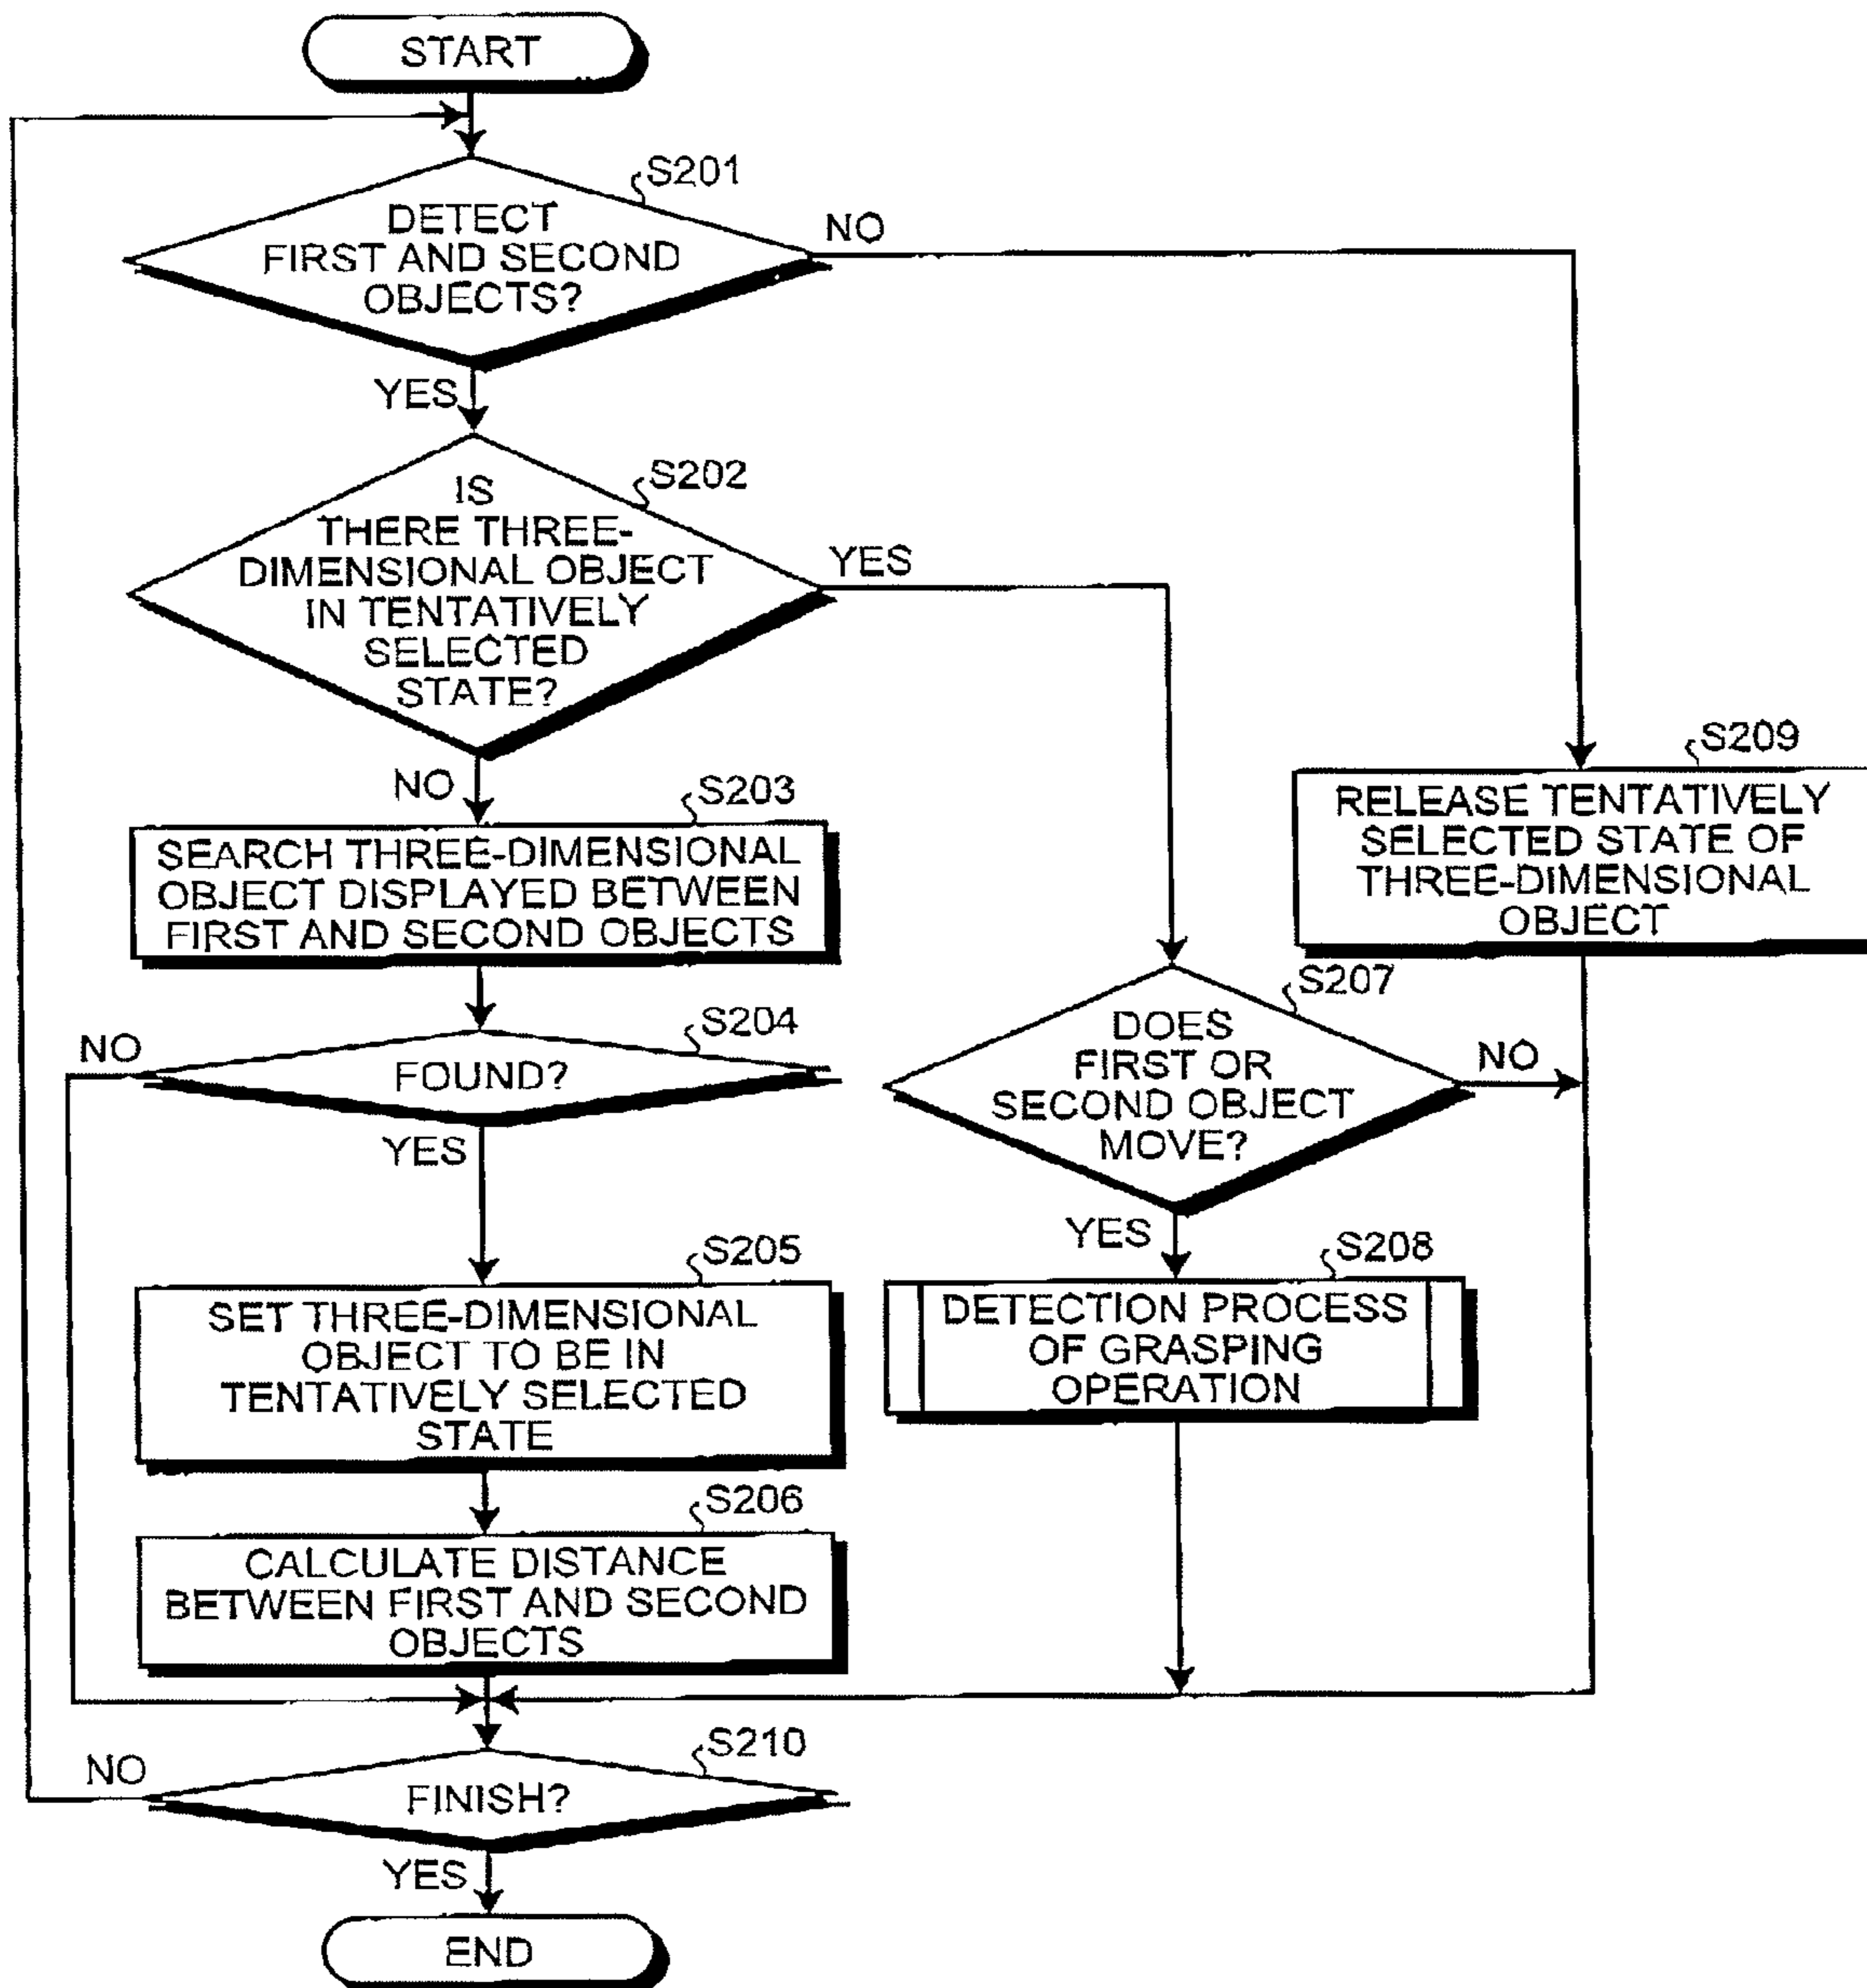 START
S201
DETECT
FIRST AND SECOND
OBJECTS?
NO
YES
S202
IS
THERE THREE-
DIMENSIONAL OBJECT
IN TENTATIVELY
SELECTED
STATE?
YES
NO
S203
SEARCH THREE-DIMENSIONAL
OBJECT DISPLAYED BETWEEN
FIRST AND SECOND OBJECTS
S204
NO
FOUND?
YES
S205
SET THREE-DIMENSIONAL
OBJECT TO BE IN
TENTATIVELY SELECTED
STATE
S206
CALCULATE DISTANCE
BETWEEN FIRST AND SECOND
OBJECTS
S207
DOES
FIRST OR
SECOND OBJECT
MOVE?
NO
YES
S208
DETECTION PROCESS
OF GRASPING
OPERATION
S209
RELEASE TENTATIVELY
SELECTED STATE OF
THREE-DIMENSIONAL
OBJECT
S210
NO
FINISH?
YES
END